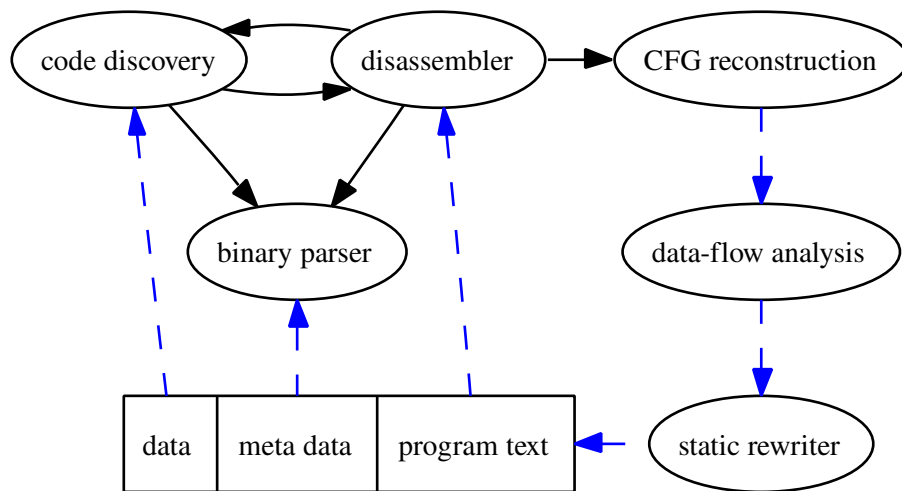 code discovery
disassembler
CFG reconstruction
binary parser
data-flow analysis
data
meta data
program text
static rewriter